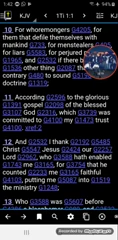 1:42
94%
KJV
1Ti 1:1
KJV
10 For whoremongers G4205, for
them that defile themselves with
mankind G733, for menstealers G405,
for liars G5583, for perjured
G1965, and G2532 if there be
G1536 other thing G2087 that is
contrary G480 to sound G5198
doctrine G1319;
11 According G2596 to the glorious
G1391 gospel G2098 of the blessed
G3107 God G2316, which G3739 was
committed to G4100 my G1473 trust
G4100. xref 2
12 And G2532 I thank G2192 G5485
Christ G5547 Jesus G2424 our G2257
Lord G2962, who G3588 hath enabled
G1743 me G3165, for G3754 that he
counted G2233 me G3165 faithful
G4103, putting me G5087 into G1519
the ministry G1248;
13 Who G3588 was G5607 before